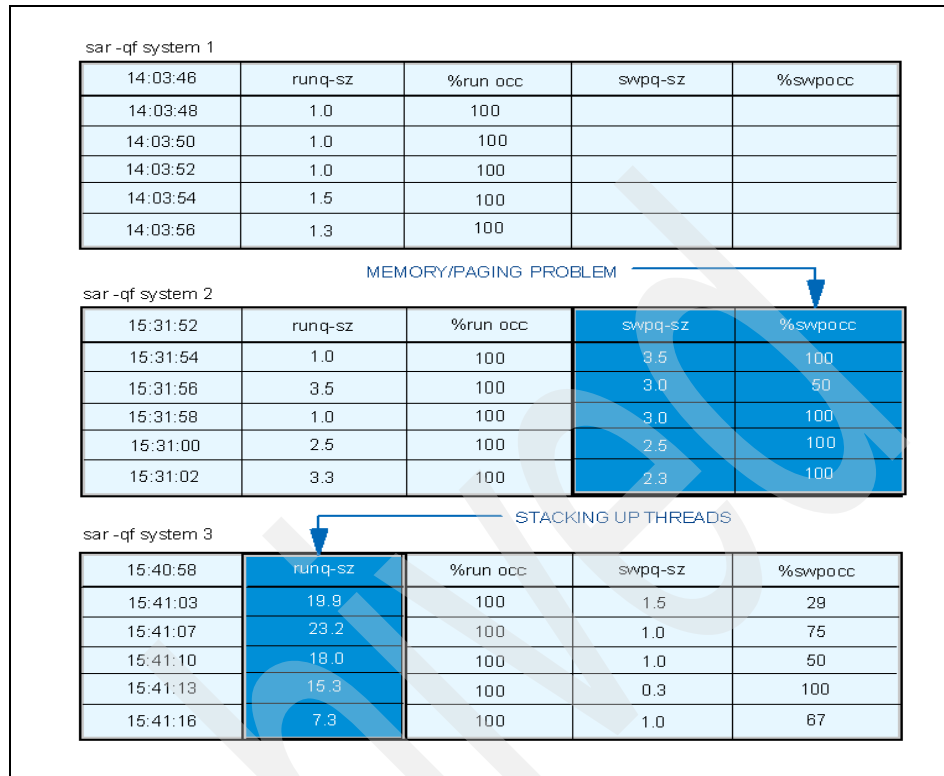 sar -qf system 1
14:03:46 runq-sz %run occ swpq-sz %swpocc
14:03:48 1.0 100
14:03:50 1.0 100
14:03:52 1.0 100
14:03:54 1.5 100
14:03:56 1.3 100
MEMORY/PAGING PROBLEM
sar -qf system 2
15:31:52 runq-sz %run occ swpq-sz %swpocc
15:31:54 1.0 100 3.5 100
15:31:56 3.5 100 3.0 50
15:31:58 1.0 100 3.0 100
15:31:00 2.5 100 2.5 100
15:31:02 3.3 100 2.3 100
STACKING UP THREADS
sar -qf system 3
15:40:58 runq-sz %run occ swpq-sz %swpocc
15:41:03 19.9 100 1.5 29
15:41:07 23.2 100 1.0 75
15:41:10 18.0 100 1.0 50
15:41:13 15.3 100 0.3 100
15:41:16 7.3 100 1.0 67